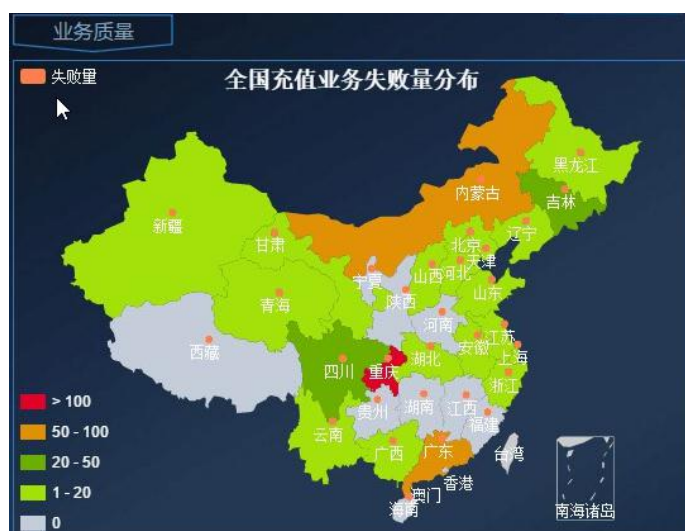 业务质量
失败量
全国充值业务失败量分布
黑龙江
内蒙古
吉林
新疆
辽宁
甘肃
北京
天津
宁夏
山西
河北
山东
青海
陕西
河南
江苏
西藏
安徽
上海
四川
重庆
湖北
浙江
> 100
贵州
湖南
江西
福建
50 - 100
云南
广西
广东
台湾
20 - 50
香港
1 - 20
澳门
海南
南海诸岛
0